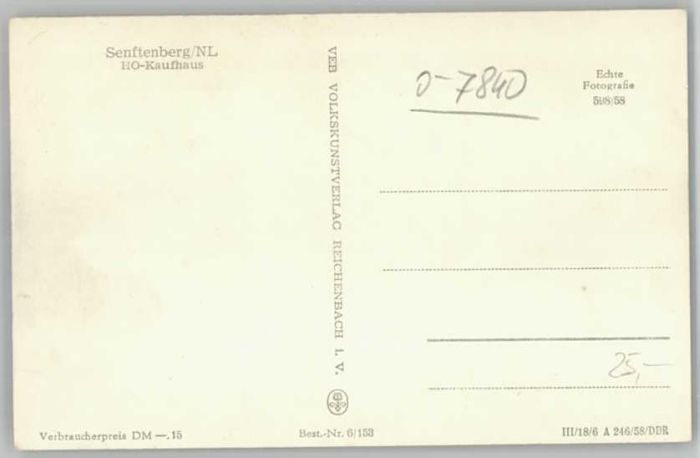 Senftenberg/NL
HO-Kaufhaus
VEB VOLKSKUNSTVERLAG REICHENBACH i. V.
0-7840
Echte
Fotografie
598/58
25,—
Verbraucherpreis DM —.15
Best.-Nr. 6/153
III/18/6 A 246/58/DDR